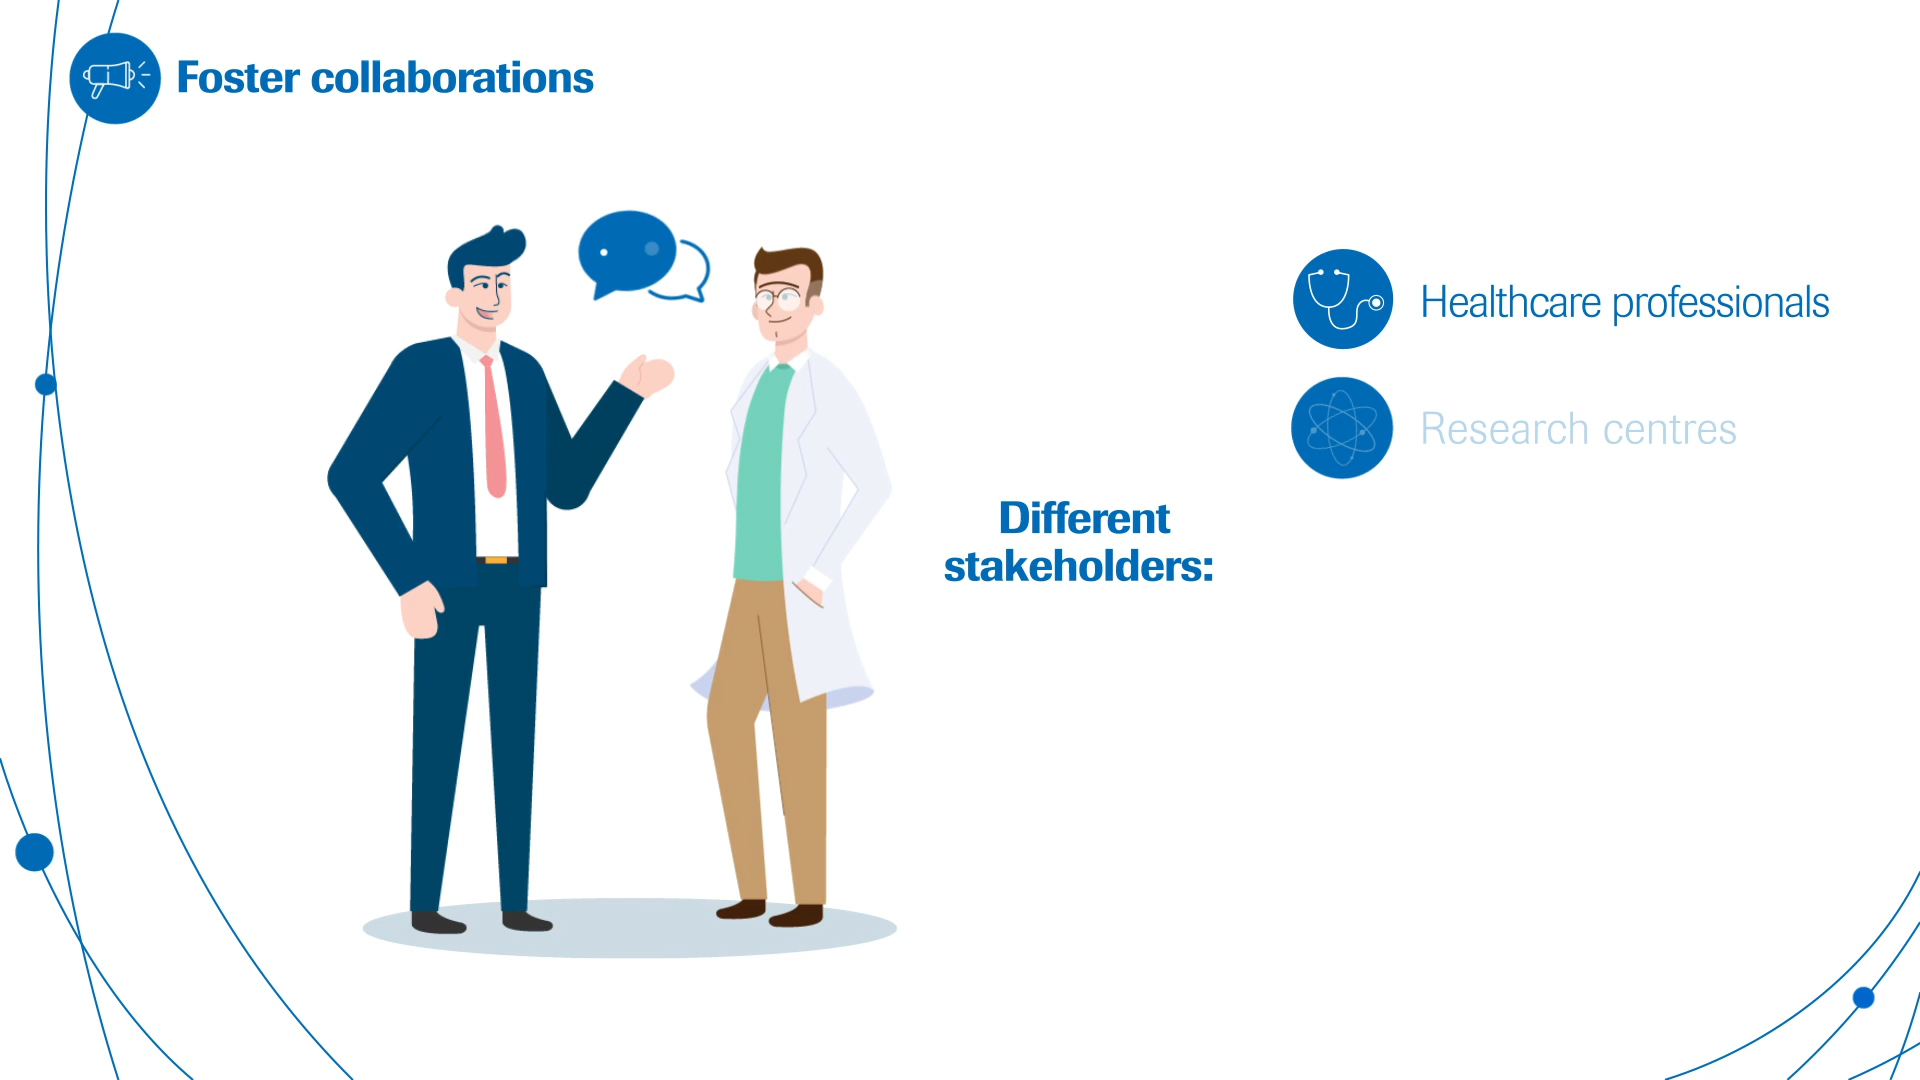 Foster collaborations
Different
stakeholders:
Healthcare professionals
Research centres